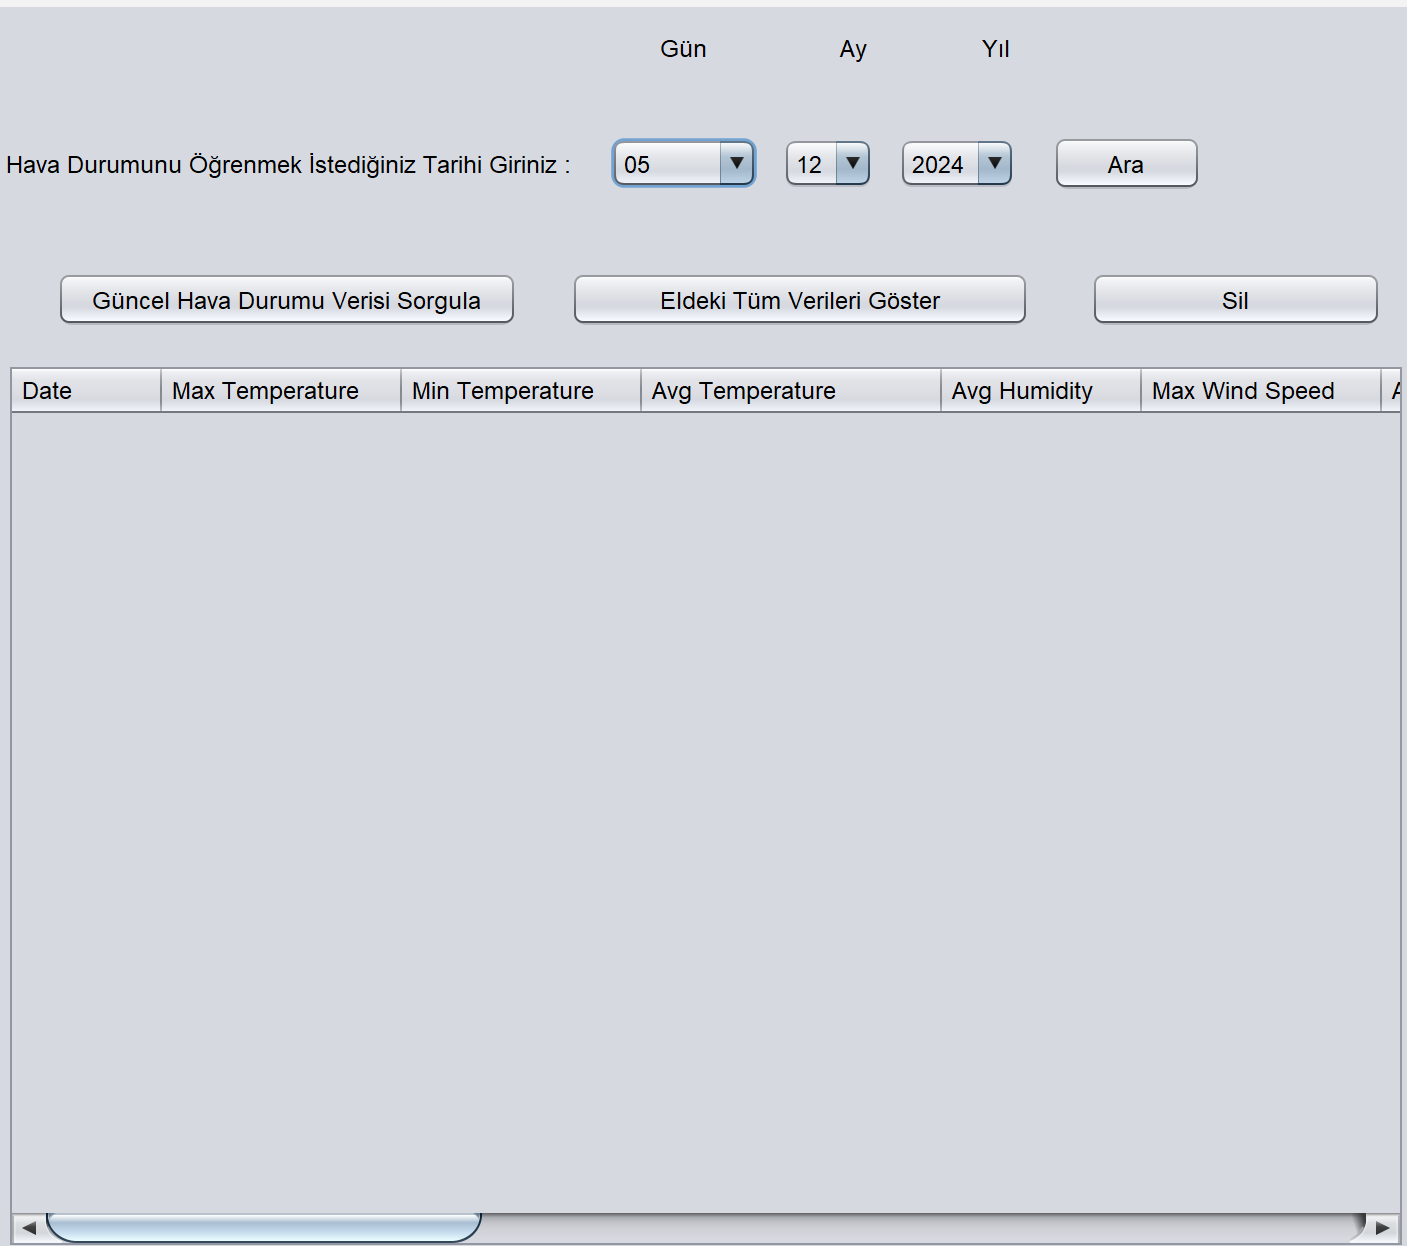 Gün Ay Yıl
Hava Durumunu Öğrenmek İstediğiniz Tarihi Giriniz : 05 12 2024 Ara
Güncel Hava Durumu Verisi Sorgula Eldeki Tüm Verileri Göster Sil
Date Max Temperature Min Temperature Avg Temperature Avg Humidity Max Wind Speed